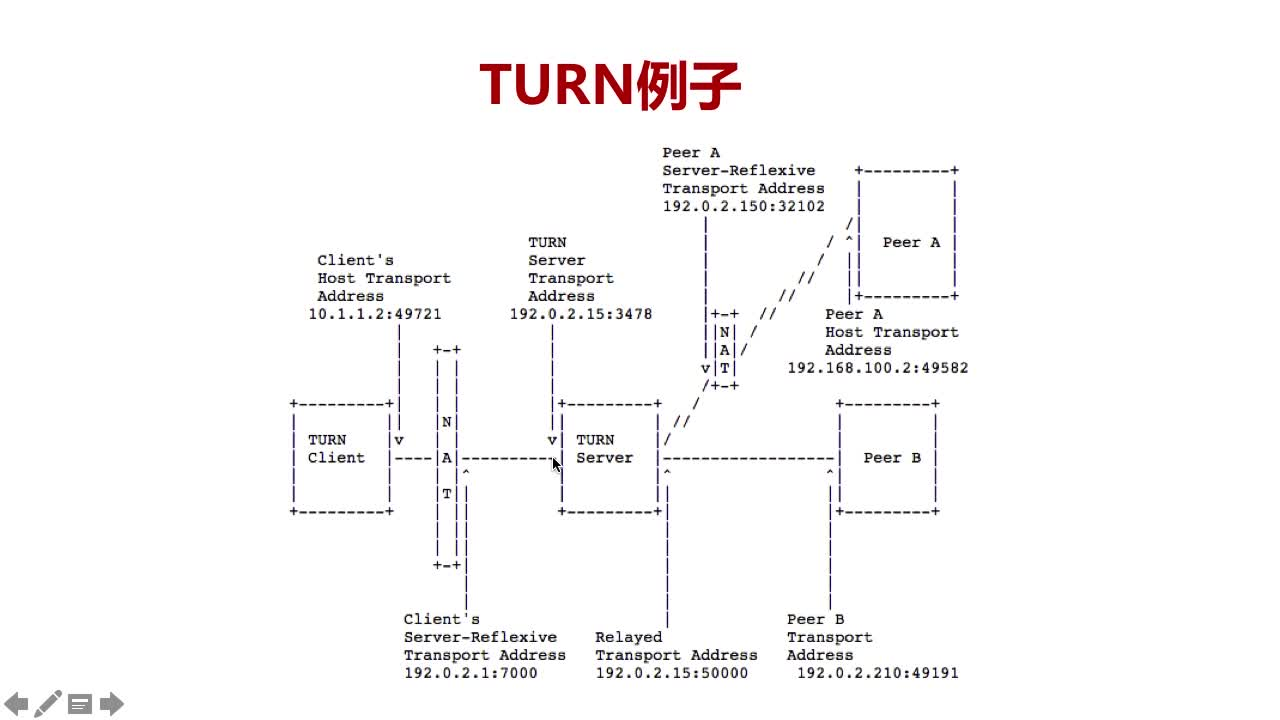 TURN例子
Peer A
Server-Reflexive
Transport Address
192.0.2.150:32102
Peer A
TURN
Server
Transport
Address
192.0.2.15:3478
Client's
Host Transport
Address
10.1.1.2:49721
Peer A
Host Transport
Address
192.168.100.2:49582
N
A
T
TURN
Client
N
A
T
TURN
Server
Peer B
Client's
Server-Reflexive
Transport Address
192.0.2.1:7000
Relayed
Transport Address
192.0.2.15:50000
Peer B
Transport
Address
192.0.2.210:49191